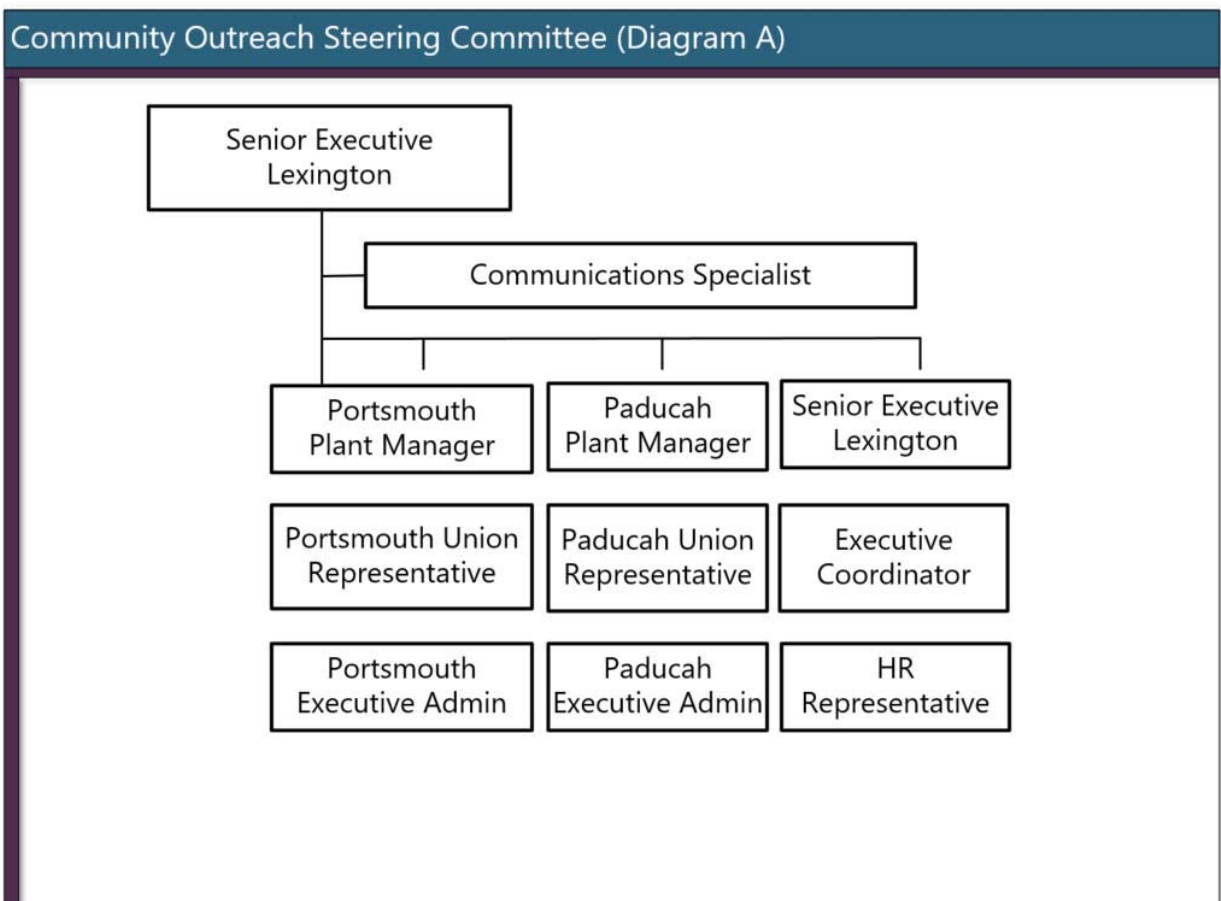 Community Outreach Steering Committee (Diagram A)
Senior Executive
Lexington
Communications Specialist
Portsmouth
Plant Manager
Paducah
Plant Manager
Senior Executive
Lexington
Portsmouth Union
Representative
Paducah Union
Representative
Executive
Coordinator
Portsmouth
Executive Admin
Paducah
Executive Admin
HR
Representative